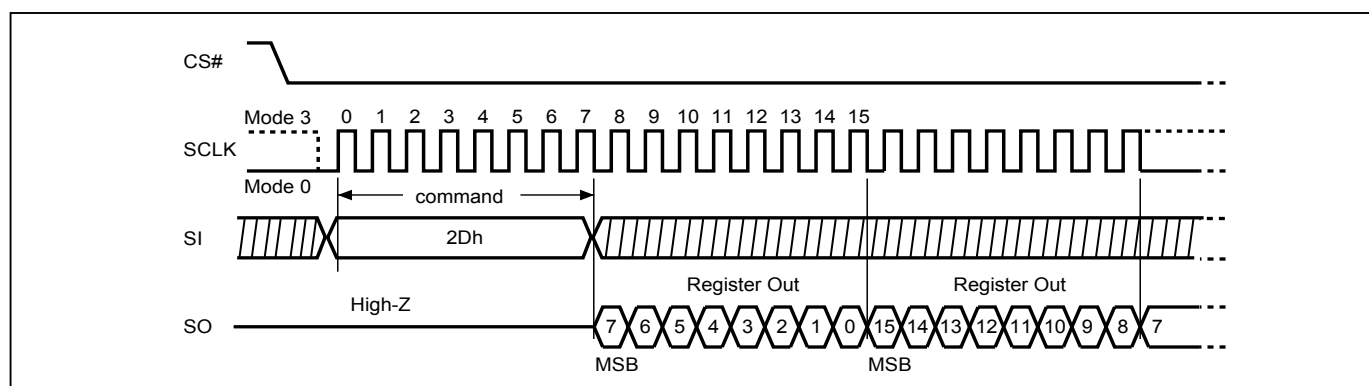 CS#
Mode 3 0 1 2 3 4 5 6 7 8 9 10 11 12 13 14 15
SCLK
Mode 0
command
SI 2Dh
Register Out Register Out
High-Z
SO 7 6 5 4 3 2 1 0 15 14 13 12 11 10 9 8 7
MSB MSB